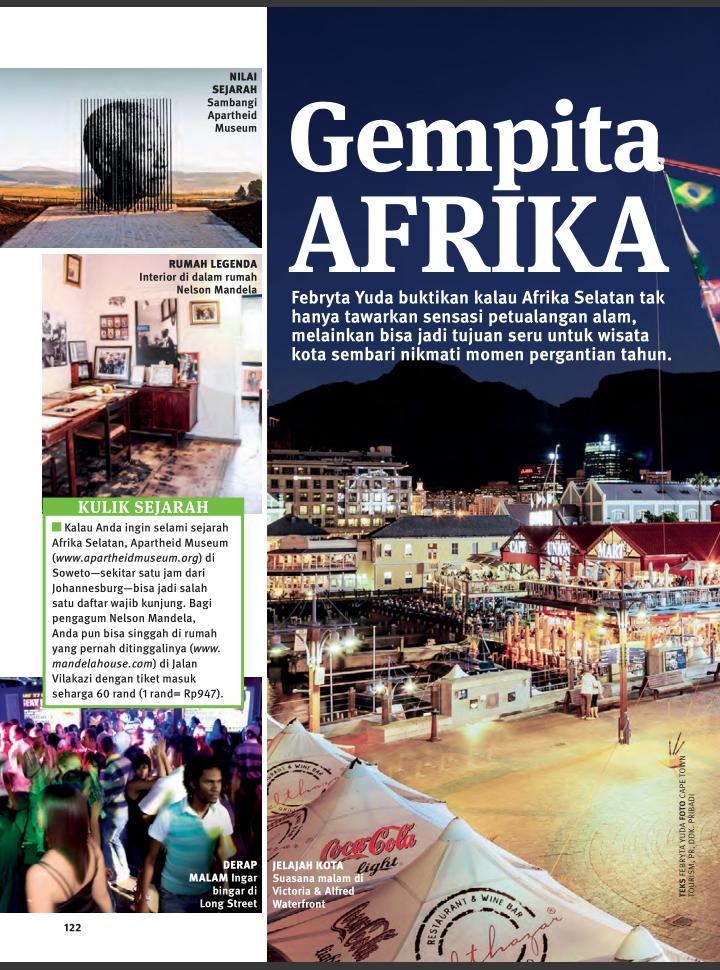 NILAI
SEJARAH
Sambangi
Apartheid
Museum
RUMAH LEGENDA
Interior di dalam rumah
Nelson Mandela
KULIK SEJARAH
Kalau Anda ingin selami sejarah
Afrika Selatan, Apartheid Museum
(www.apartheidmuseum.org) di
Soweto—sekitar satu jam dari
Johannesburg—bisa jadi salah
satu daftar wajib kunjung. Bagi
pengagum Nelson Mandela,
Anda pun bisa singgah di rumah
yang pernah ditinggalinya (www.
mandelahouse.com) di Jalan
Vilakazi dengan tiket masuk
seharga 60 rand (1 rand= Rp947).
DERAP
MALAM Ingar
bingar di
Long Street
122
Gempita
AFRIKA
Febryta Yuda buktikan kalau Afrika Selatan tak
hanya tawarkan sensasi petualangan alam,
melainkan bisa jadi tujuan seru untuk wisata
kota sembari nikmati momen pergantian tahun.
CAPE UNION MART
Coca-Cola
light
RESTAURANT & WINE BAR
JELAJAH KOTA
Suasana malam di
Victoria & Alfred
Waterfront
TEKS FEBRYTA YUDA FOTO CAPE TOWN
TOURISM, PR, DOK. PRIBADI